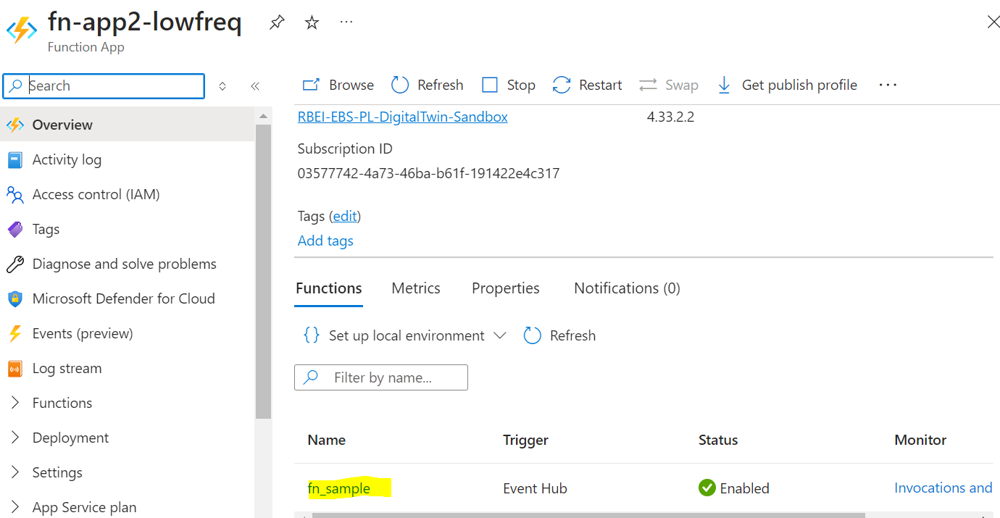 fn-app2-lowfreq
Function App
Search
Browse Refresh Stop Restart Swap Get publish profile
Overview
Activity log
Access control (IAM)
Tags
Diagnose and solve problems
Microsoft Defender for Cloud
Events (preview)
Log stream
Functions
Deployment
Settings
App Service plan
RBEI-EBS-PL-DigitalTwin-Sandbox 4.33.2.2
Subscription ID
03577742-4a73-46ba-b61f-191422e4c317
Tags (edit)
Add tags
Functions Metrics Properties Notifications (0)
{} Set up local environment Refresh
Filter by name...
Name Trigger Status Monitor
fn_sample Event Hub Enabled Invocations and